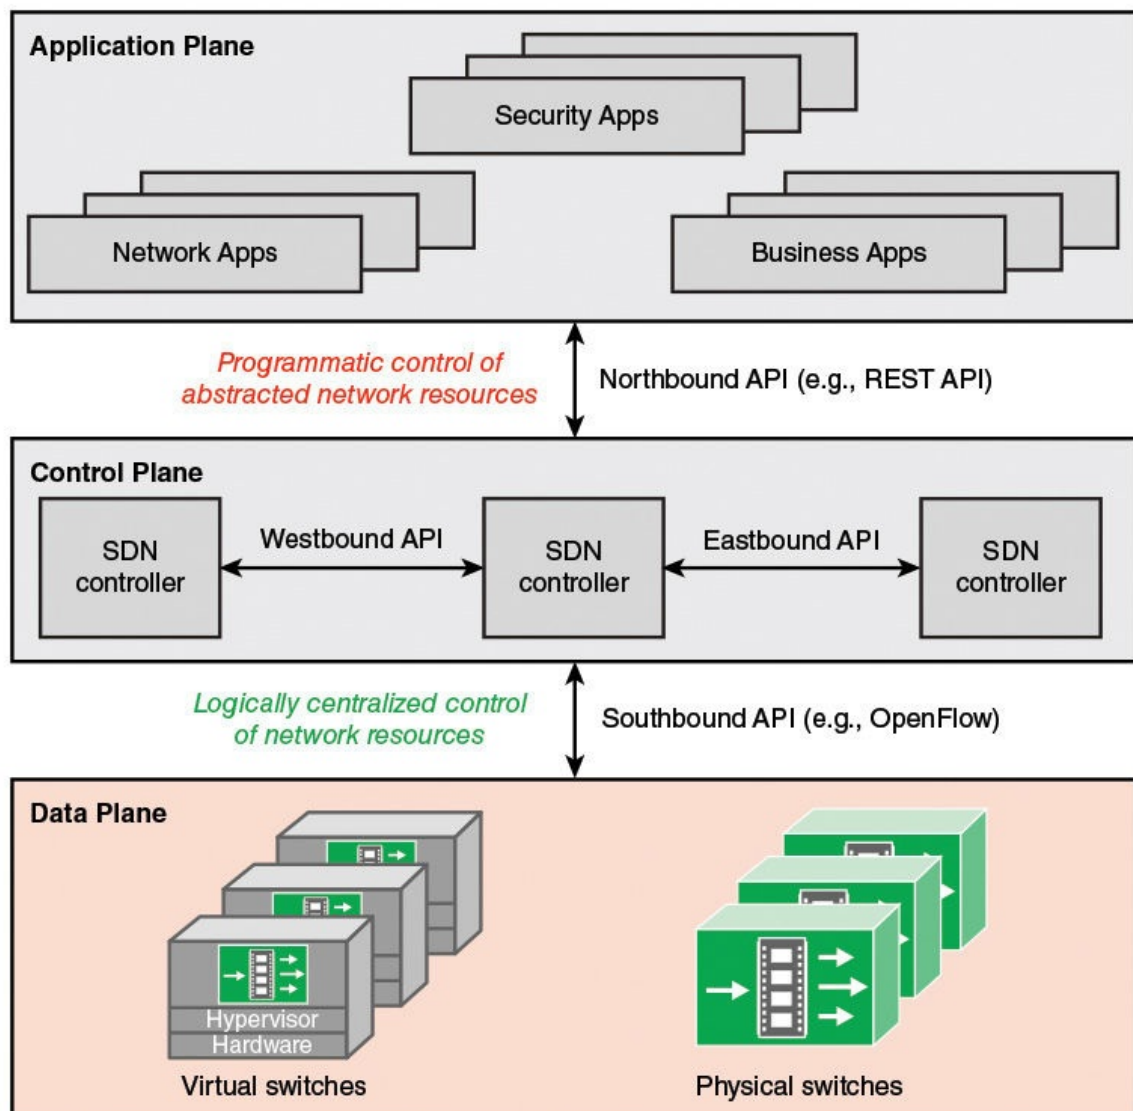 Application Plane
Security Apps
Network Apps
Business Apps
Programmatic control of
abstracted network resources
Northbound API (e.g., REST API)
Control Plane
SDN
controller
Westbound API
SDN
controller
Eastbound API
SDN
controller
Logically centralized control
of network resources
Southbound API (e.g., OpenFlow)
Data Plane
Hypervisor
Hardware
Virtual switches
Physical switches